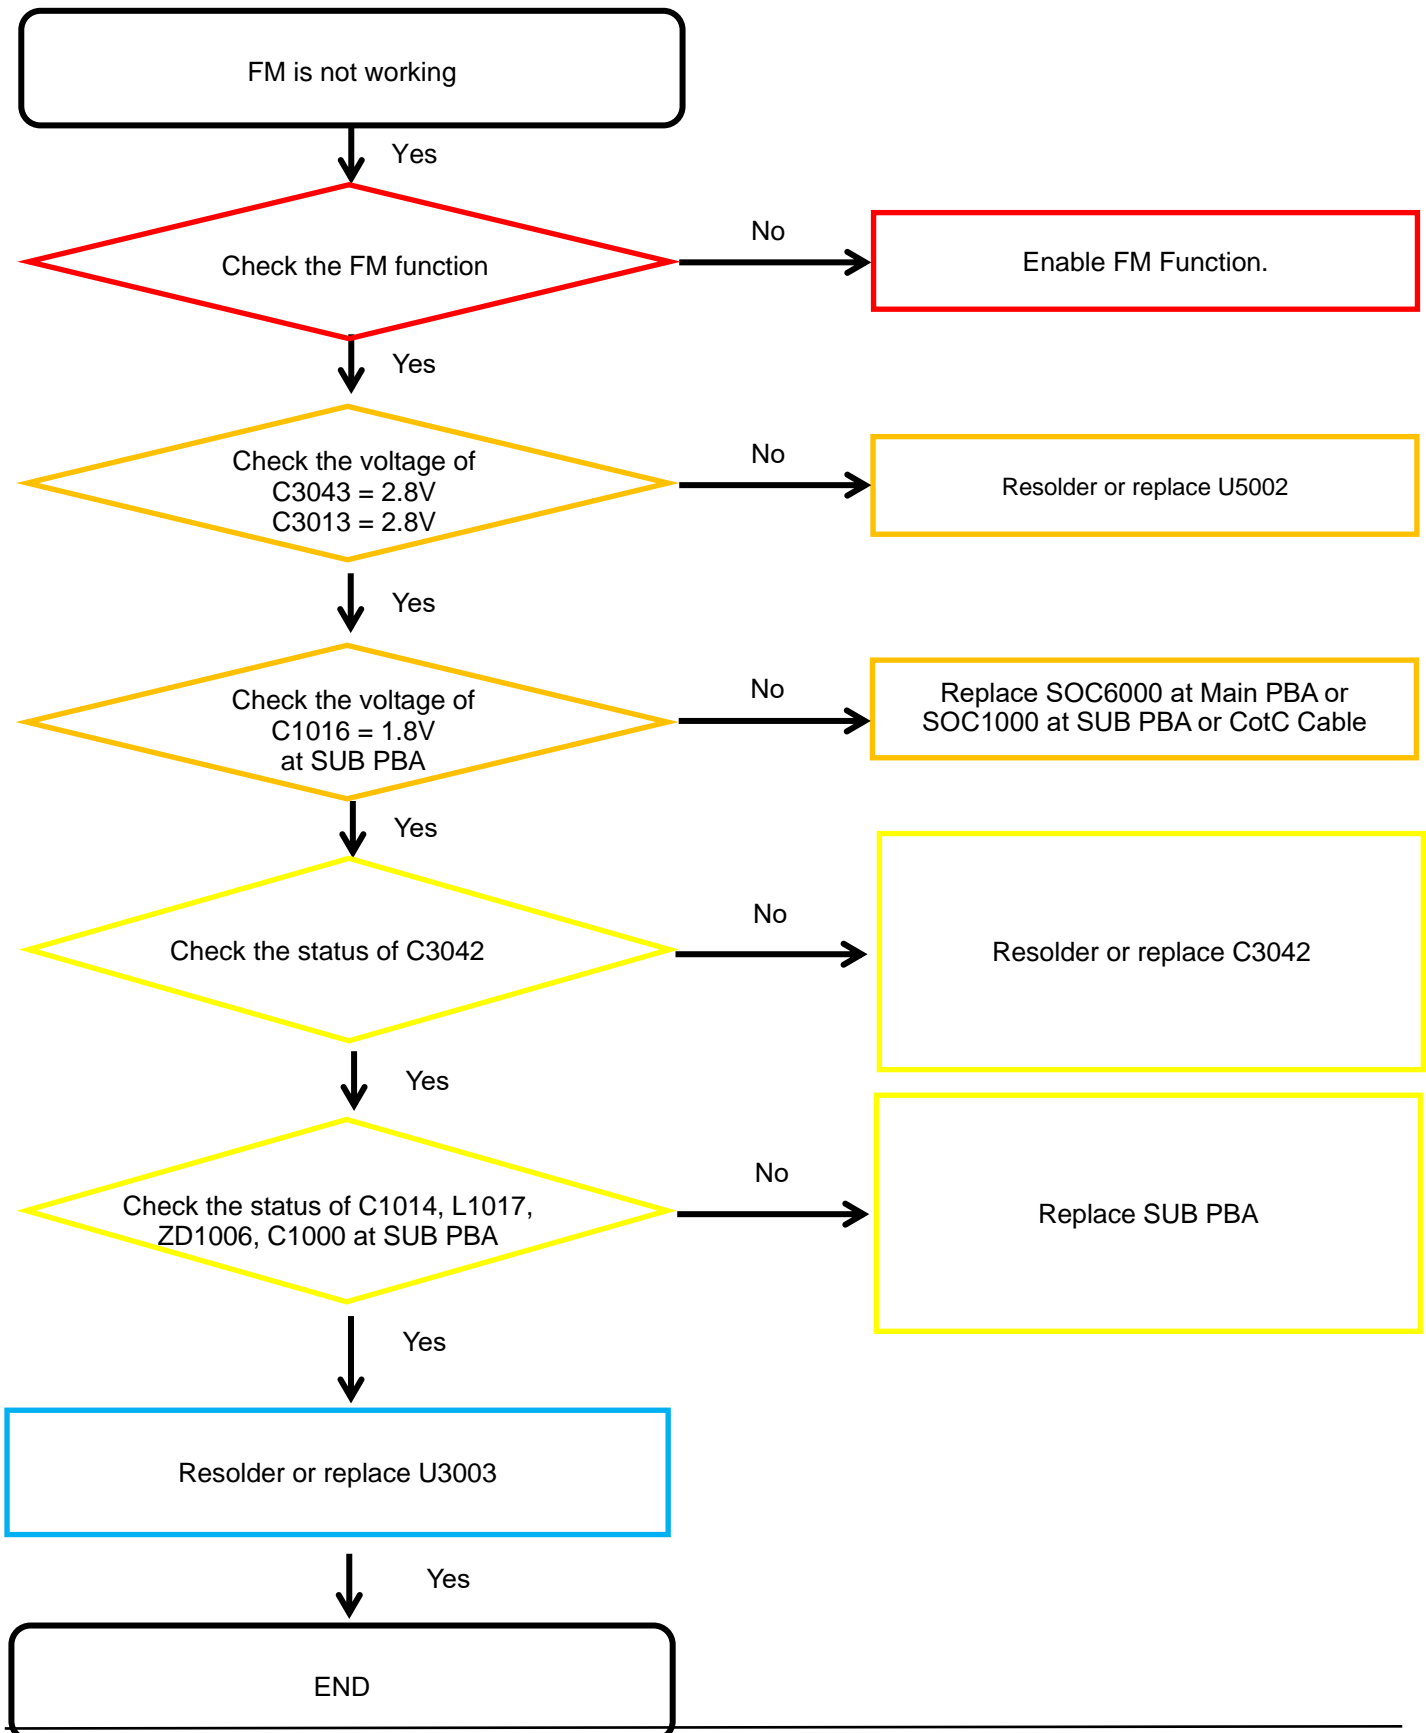 FM is not working
Yes
Check the FM function
No
Enable FM Function.
Yes
Check the voltage of
C3043 = 2.8V
C3013 = 2.8V
No
Resolder or replace U5002
Yes
Check the voltage of
C1016 = 1.8V
at SUB PBA
No
Replace SOC6000 at Main PBA or
SOC1000 at SUB PBA or CotC Cable
Yes
Check the status of C3042
No
Resolder or replace C3042
Yes
Check the status of C1014, L1017,
ZD1006, C1000 at SUB PBA
No
Replace SUB PBA
Yes
Resolder or replace U3003
Yes
END